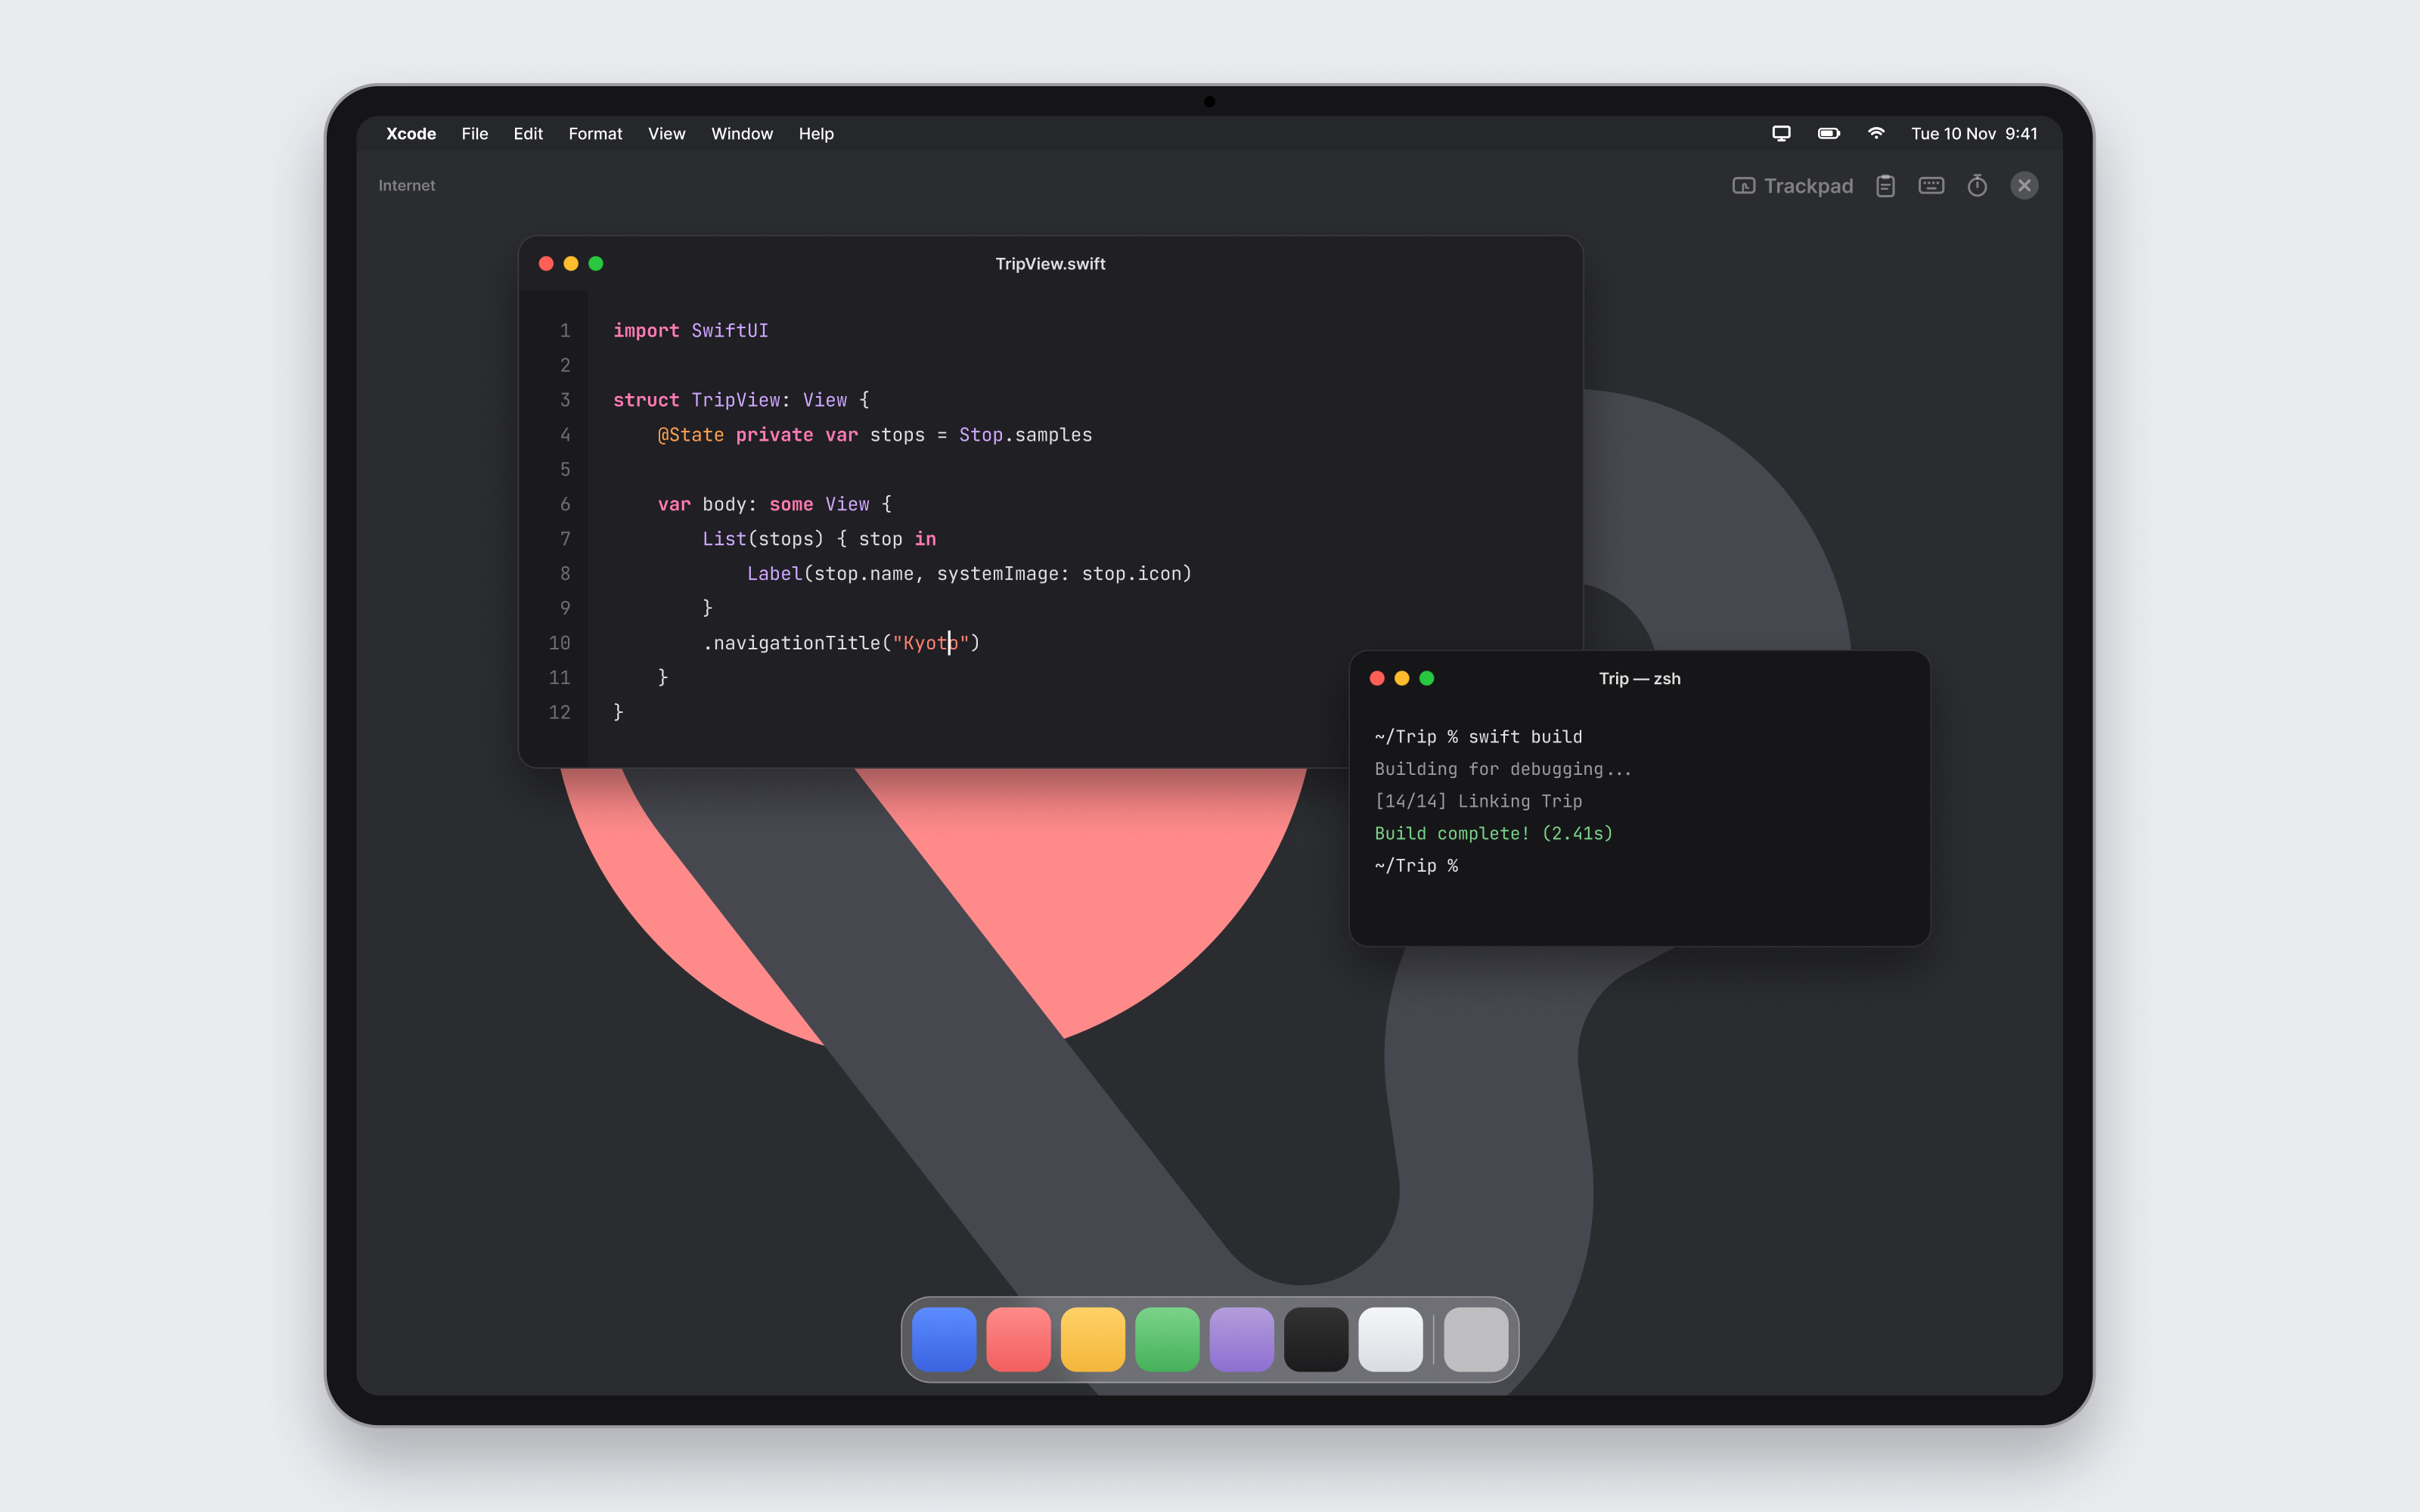 Xcode File Edit Format View Window Help Tue 10 Nov 9:41
Internet Trackpad
TripView.swift
1 import SwiftUI
2
3 struct TripView: View {
4     @State private var stops = Stop.samples
5
6     var body: some View {
7         List(stops) { stop in
8             Label(stop.name, systemImage: stop.icon)
9         }
10         .navigationTitle("Kyoto")
11     }
12 }
Trip — zsh
~/Trip % swift build
Building for debugging...
[14/14] Linking Trip
Build complete! (2.41s)
~/Trip %